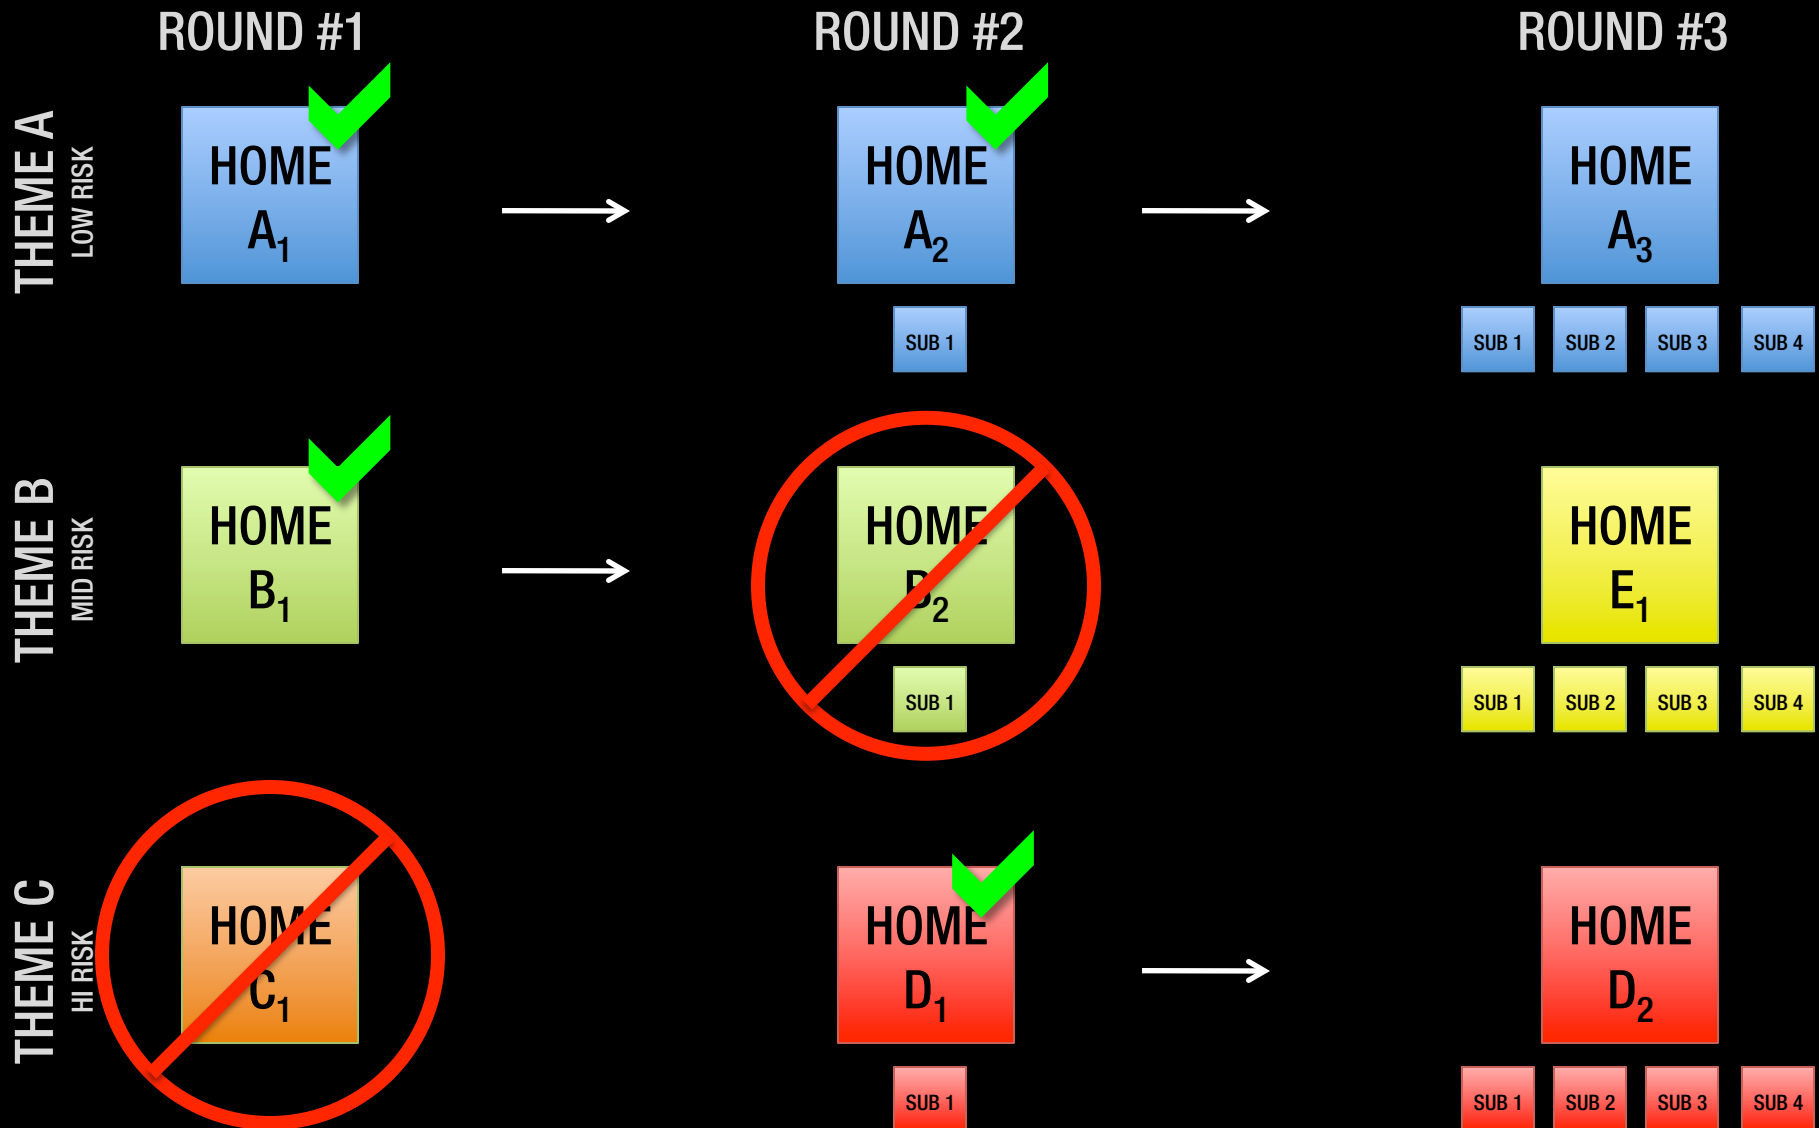 ROUND #1
ROUND #2
ROUND #3
THEME A
LOW RISK
HOME
A1
HOME
A2
HOME
A3
SUB 1
SUB 1
SUB 2
SUB 3
SUB 4
THEME B
MID RISK
HOME
B1
HOME
B2
HOME
E1
SUB 1
SUB 1
SUB 2
SUB 3
SUB 4
THEME C
HI RISK
HOME
C1
HOME
D1
HOME
D2
SUB 1
SUB 1
SUB 2
SUB 3
SUB 4